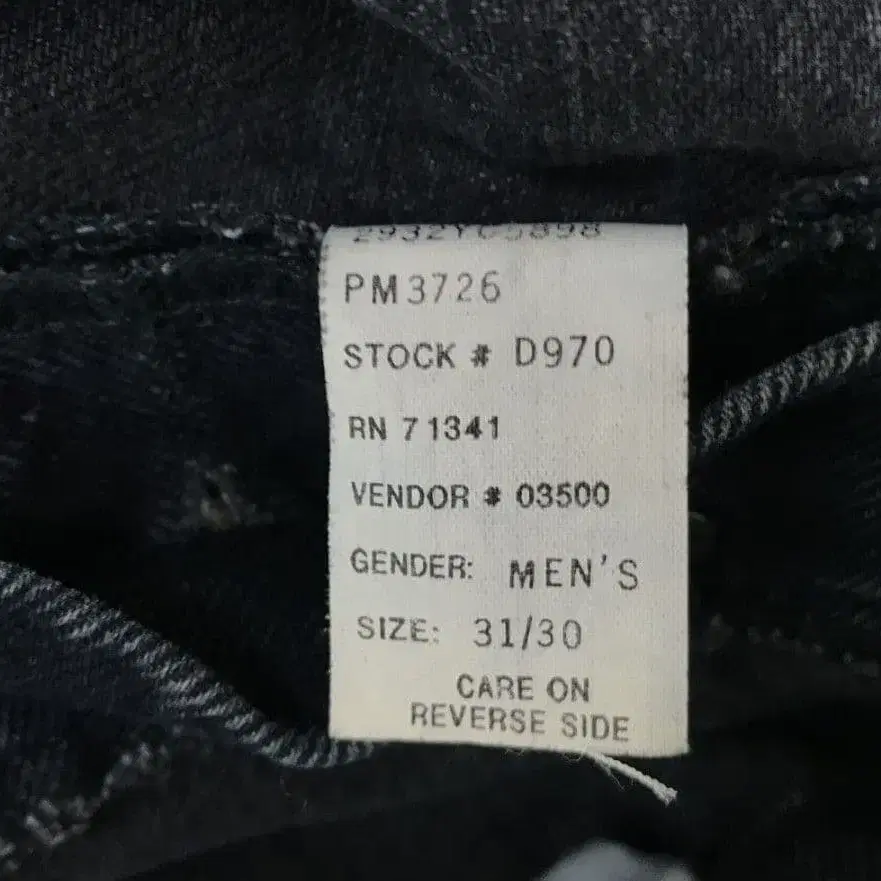 PM3726
STOCK # D970
RN 71341
VENDOR # 03500
GENDER: MEN'S
SIZE: 31/30
CARE ON
REVERSE SIDE